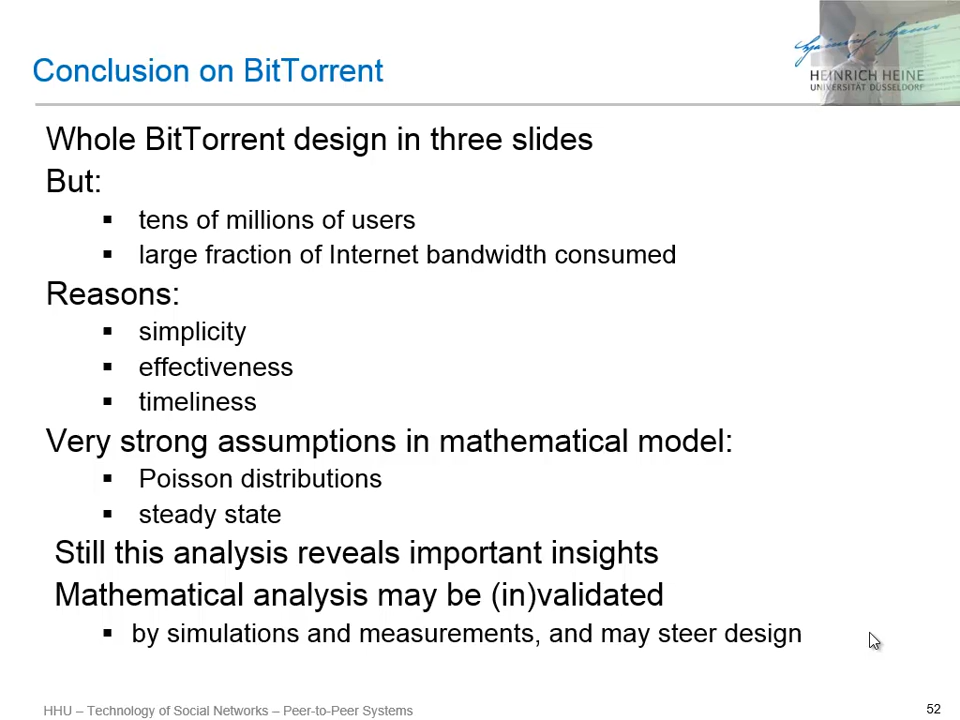 Conclusion on BitTorrent
HEINRICH HEINE
UNIVERSITÄT DÜSSELDORF
Whole BitTorrent design in three slides
But:
▪ tens of millions of users
▪ large fraction of Internet bandwidth consumed
Reasons:
▪ simplicity
▪ effectiveness
▪ timeliness
Very strong assumptions in mathematical model:
▪ Poisson distributions
▪ steady state
Still this analysis reveals important insights
Mathematical analysis may be (in)validated
▪ by simulations and measurements, and may steer design
HHU – Technology of Social Networks – Peer-to-Peer Systems
52